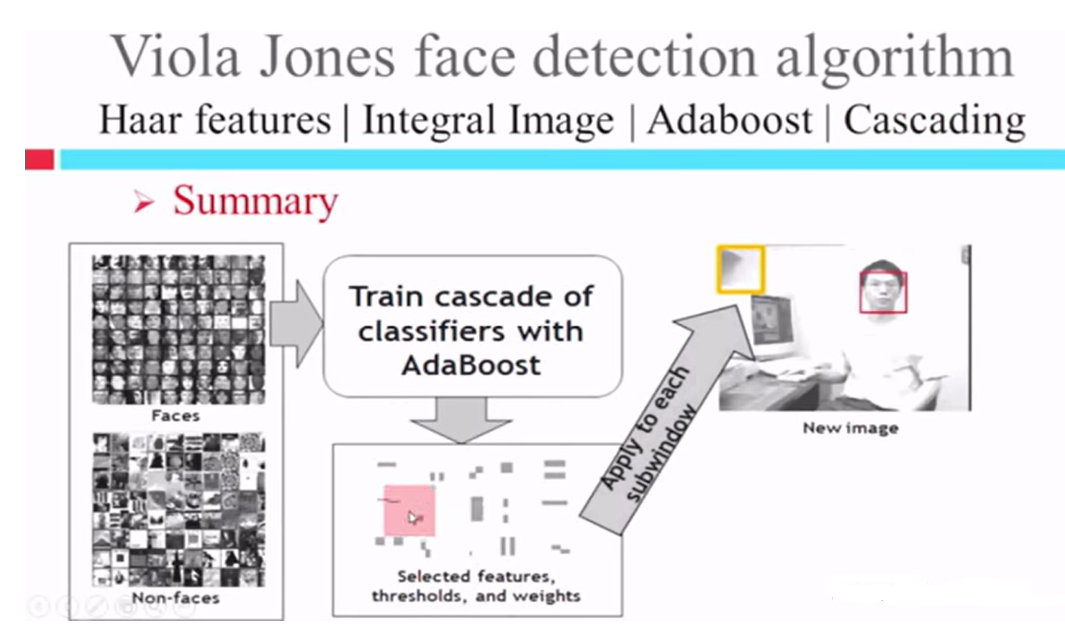 Viola Jones face detection algorithm
Haar features | Integral Image | Adaboost | Cascading
Summary
Faces
Non-faces
Train cascade of
classifiers with
AdaBoost
Selected features,
thresholds, and weights
Apply to each
subwindow
New image